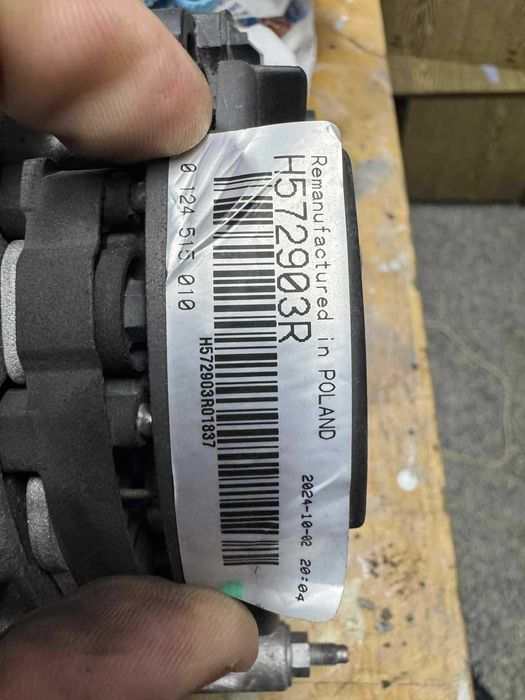 Remanufactured in POLAND
H572903R
2024-10-02 20:04
H572903R01837
0 124 515 010